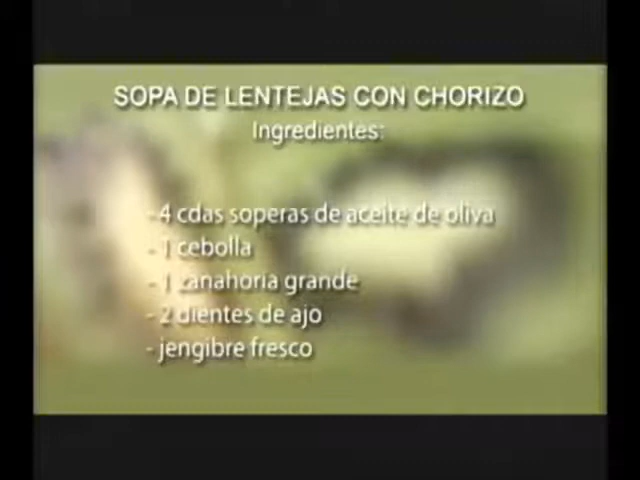 SOPA DE LENTEJAS CON CHORIZO
Ingredientes:
- 4 cdas soperas de aceite de oliva
- 1 cebolla
- 1 zanahoria grande
- 2 dientes de ajo
- jengibre fresco